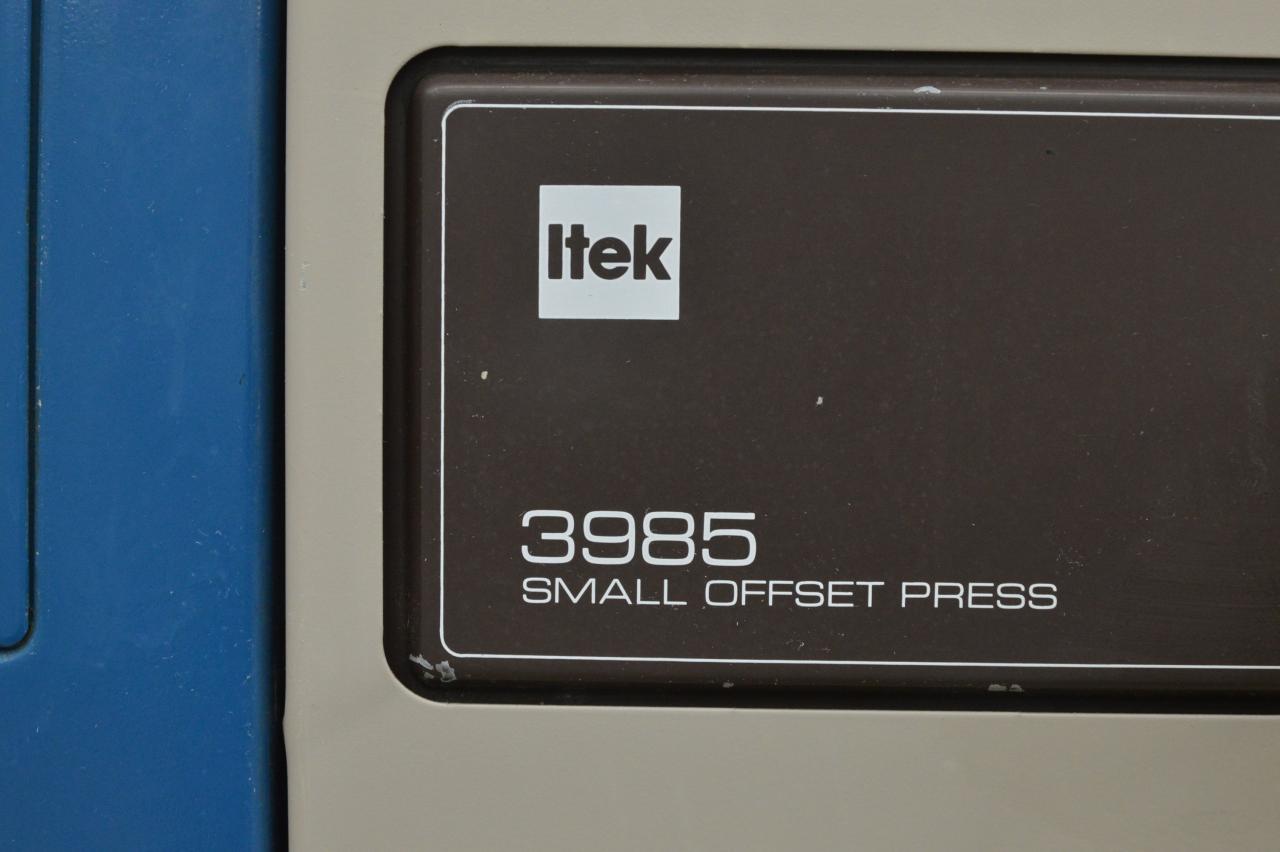 Itek
3985
SMALL OFFSET PRESS